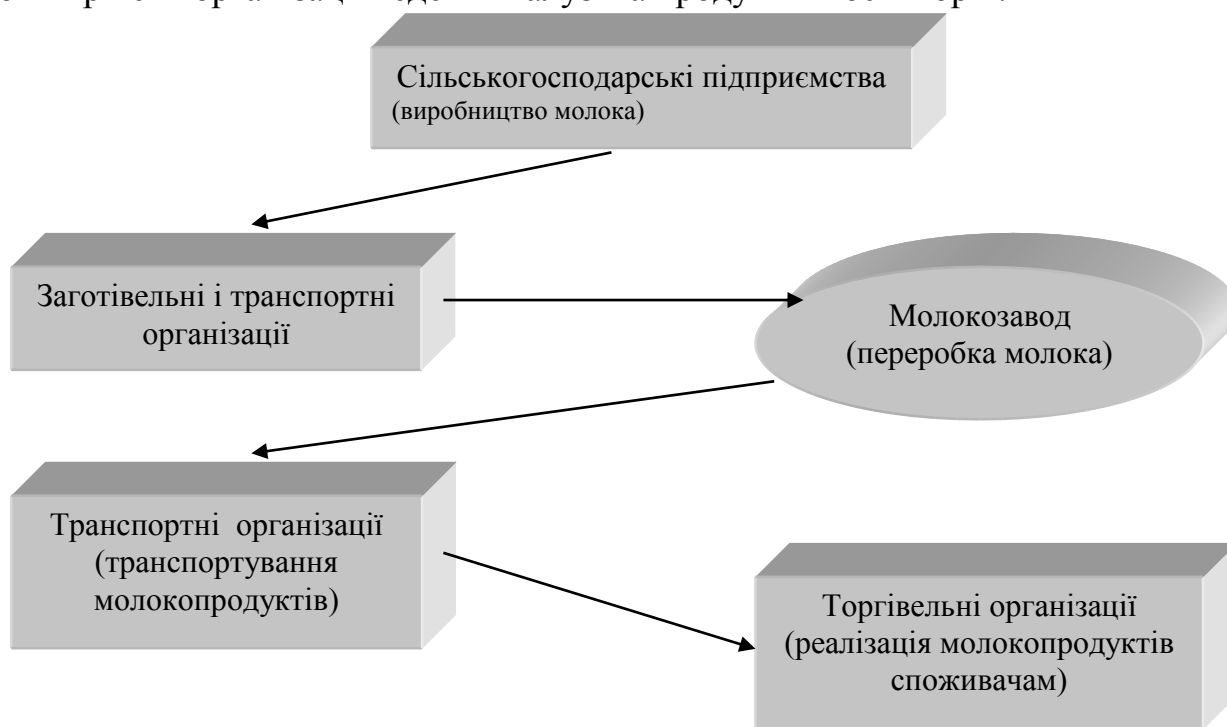 Сільськогосподарські підприємства
(виробництво молока)
Заготівельні і транспортні
організації
Молокозавод
(переробка молока)
Транспортні організації
(транспортування
молокопродуктів)
Торгівельні організації
(реалізація молокопродуктів
споживачам)